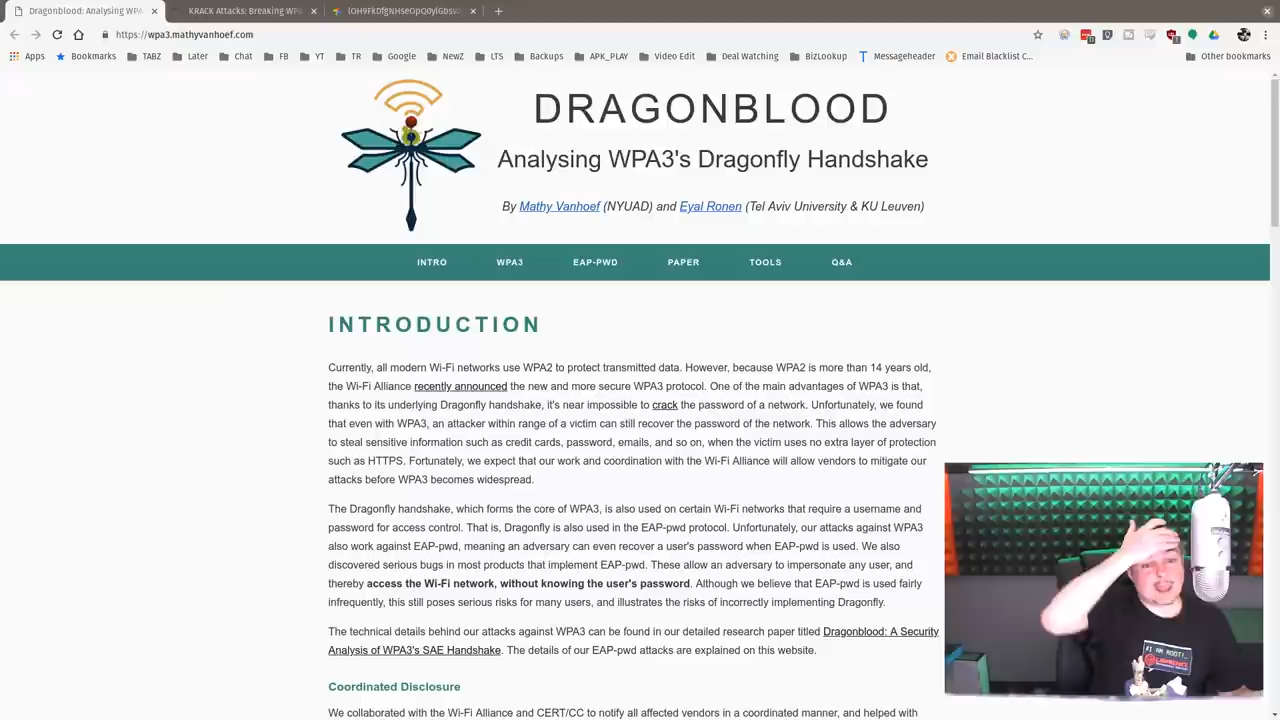 Dragonblood: Analysing WPA
KRACK Attacks: Breaking WPA
https://wpa3.mathyvanhoef.com
Apps Bookmarks TABZ Later Chat FB YT TR Google NewZ LTS Backups APK_PLAY Video Edit Deal Watching BizLookup Messageheader Email Blacklist C... Other bookmarks
DRAGONBLOOD
Analysing WPA3's Dragonfly Handshake
By Mathy Vanhoef (NYUAD) and Eyal Ronen (Tel Aviv University & KU Leuven)
INTRO WPA3 EAP-PWD PAPER TOOLS Q&A
INTRODUCTION
Currently, all modern Wi-Fi networks use WPA2 to protect transmitted data. However, because WPA2 is more than 14 years old,
the Wi-Fi Alliance recently announced the new and more secure WPA3 protocol. One of the main advantages of WPA3 is that,
thanks to its underlying Dragonfly handshake, it's near impossible to crack the password of a network. Unfortunately, we found
that even with WPA3, an attacker within range of a victim can still recover the password of the network. This allows the adversary
to steal sensitive information such as credit cards, password, emails, and so on, when the victim uses no extra layer of protection
such as HTTPS. Fortunately, we expect that our work and coordination with the Wi-Fi Alliance will allow vendors to mitigate our
attacks before WPA3 becomes widespread.
The Dragonfly handshake, which forms the core of WPA3, is also used on certain Wi-Fi networks that require a username and
password for access control. That is, Dragonfly is also used in the EAP-pwd protocol. Unfortunately, our attacks against WPA3
also work against EAP-pwd, meaning an adversary can even recover a user's password when EAP-pwd is used. We also
discovered serious bugs in most products that implement EAP-pwd. These allow an adversary to impersonate any user, and
thereby access the Wi-Fi network, without knowing the user's password. Although we believe that EAP-pwd is used fairly
infrequently, this still poses serious risks for many users, and illustrates the risks of incorrectly implementing Dragonfly.
The technical details behind our attacks against WPA3 can be found in our detailed research paper titled Dragonblood: A Security
Analysis of WPA3's SAE Handshake. The details of our EAP-pwd attacks are explained on this website.
Coordinated Disclosure
We collaborated with the Wi-Fi Alliance and CERT/CC to notify all affected vendors in a coordinated manner, and helped with
I AM ROOT!
LAWRENCE